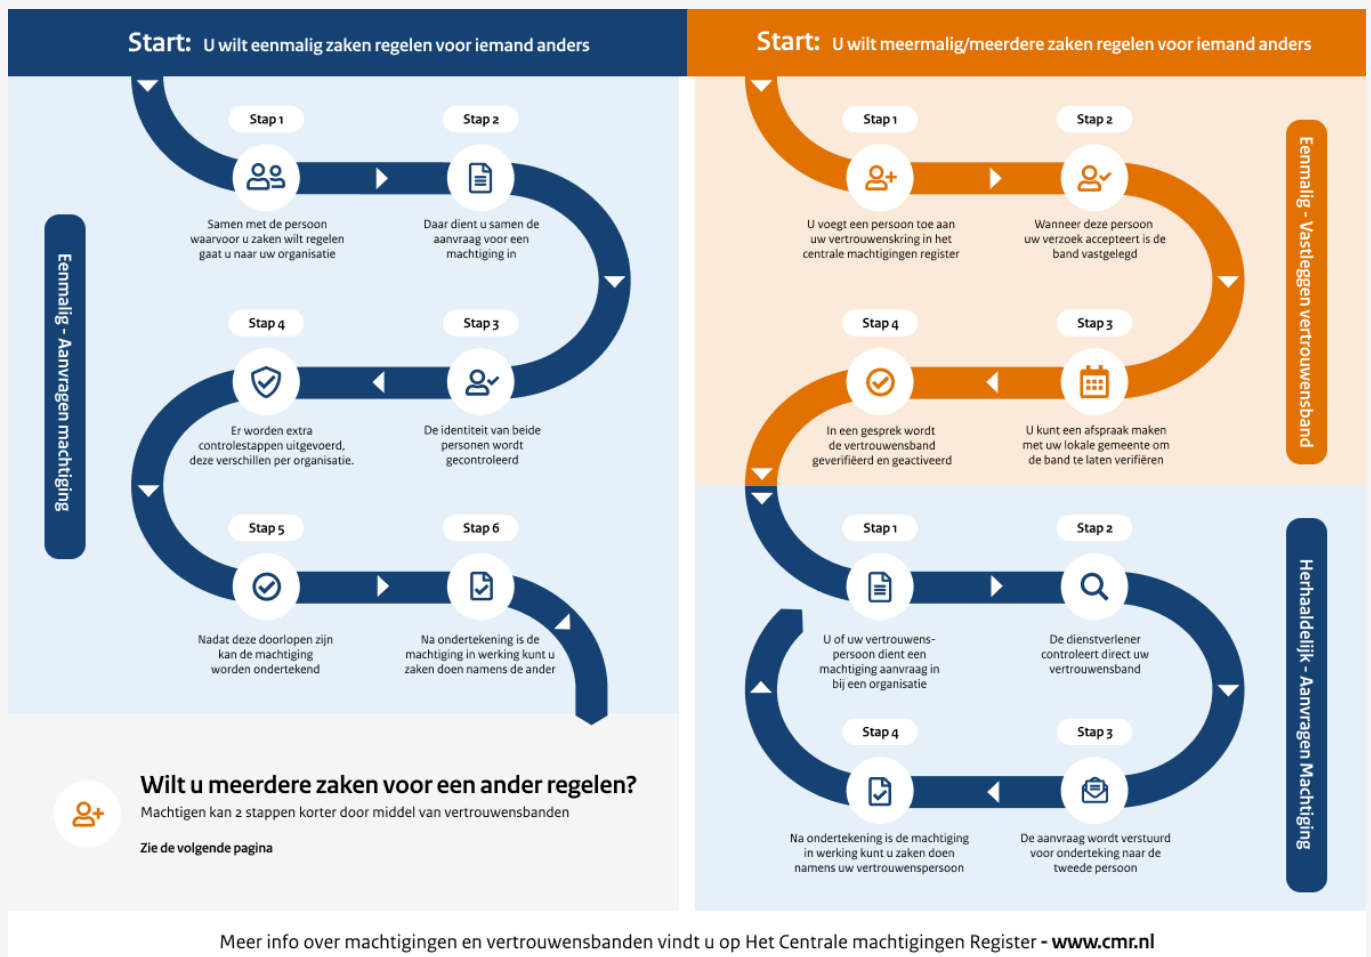 Start: U wilt eenmalig zaken regelen voor iemand anders
Eenmalig - Aanvragen machtiging
Stap 1
Samen met de persoon
waarvoor u zaken wilt regelen
gaat u naar uw organisatie
Stap 2
Daar dient u samen de
aanvraag voor een
machtiging in
Stap 3
De identiteit van beide
personen wordt
gecontroleerd
Stap 4
Er worden extra
controlestappen uitgevoerd,
deze verschillen per organisatie.
Stap 5
Nadat deze doorlopen zijn
kan de machtiging
worden ondertekend
Stap 6
Na ondertekening is de
machtiging in werking kunt u
zaken doen namens de ander
Wilt u meerdere zaken voor een ander regelen?
Machtigen kan 2 stappen korter door middel van vertrouwensbanden
Zie de volgende pagina
Start: U wilt meermalig/meerdere zaken regelen voor iemand anders
Eenmalig - Vastleggen vertrouwensband
Stap 1
U voegt een persoon toe aan
uw vertrouwenskring in het
centrale machtigingen register
Stap 2
Wanneer deze persoon
uw verzoek accepteert is de
band vastgelegd
Stap 3
U kunt een afspraak maken
met uw lokale gemeente om
de band te laten verifiëren
Stap 4
In een gesprek wordt
de vertrouwensband
geverifiëerd en geactiveerd
Herhaaldelijk - Aanvragen Machtiging
Stap 1
U of uw vertrouwens-
persoon dient een
machtiging aanvraag in
bij een organisatie
Stap 2
De dienstverlener
controleert direct uw
vertrouwensband
Stap 3
De aanvraag wordt verstuurd
voor onderteking naar de
tweede persoon
Stap 4
Na ondertekening is de machtiging
in werking kunt u zaken doen
namens uw vertrouwenspersoon
Meer info over machtigingen en vertrouwensbanden vindt u op Het Centrale machtigingen Register - www.cmr.nl